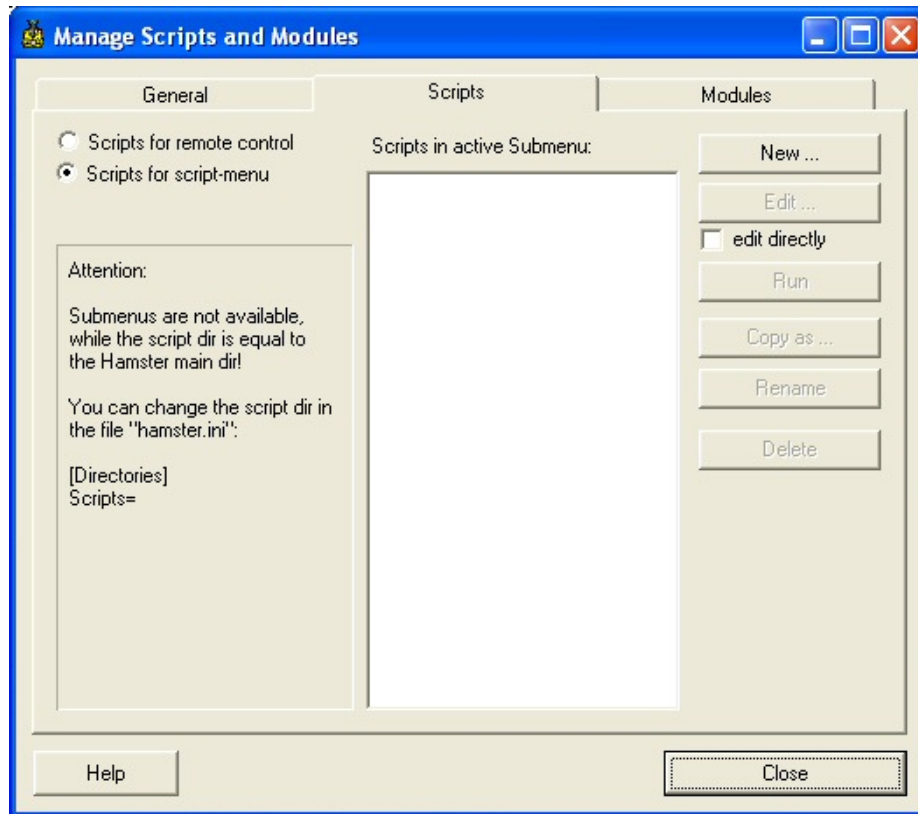 Manage Scripts and Modules
General
Scripts
Modules
Scripts for remote control
Scripts for script-menu
Attention:
Submenus are not available,
while the script dir is equal to
the Hamster main dir!
You can change the script dir in
the file "hamster.ini":
[Directories]
Scripts=
Scripts in active Submenu:
New ...
Edit ...
edit directly
Run
Copy as ...
Rename
Delete
Help
Close